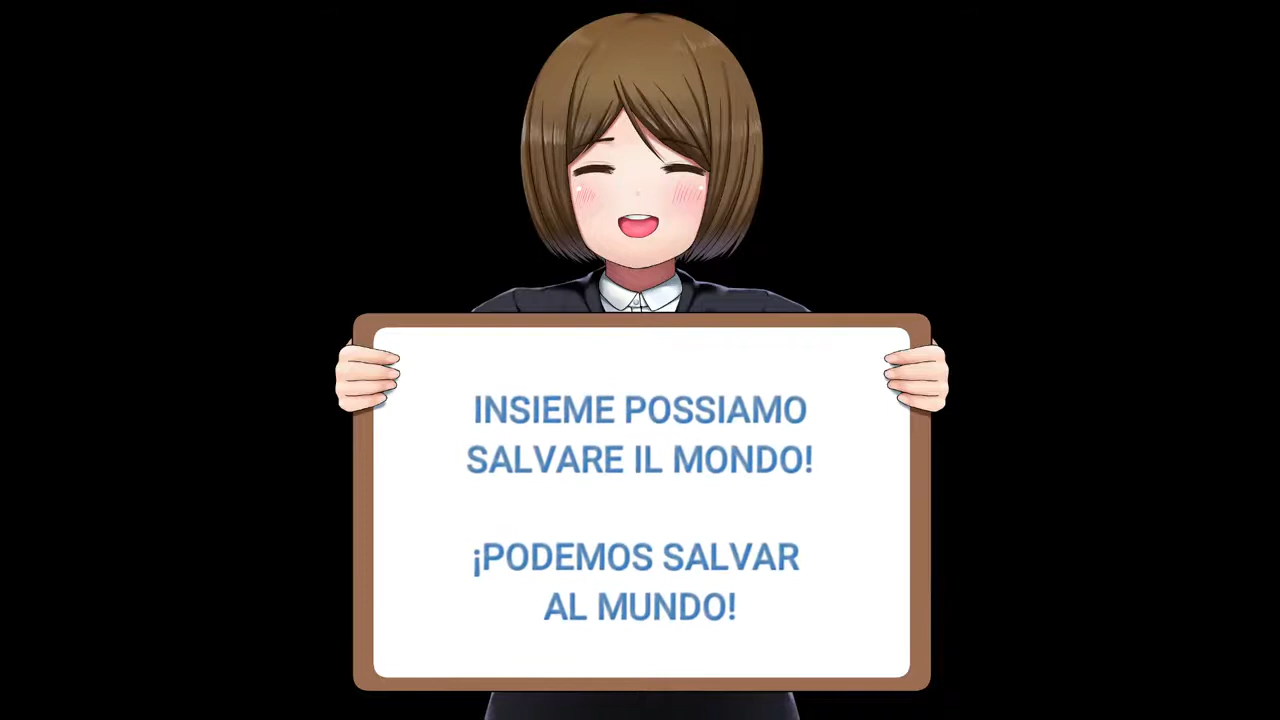 INSIEME POSSIAMO
SALVARE IL MONDO!
¡PODEMOS SALVAR
AL MUNDO!